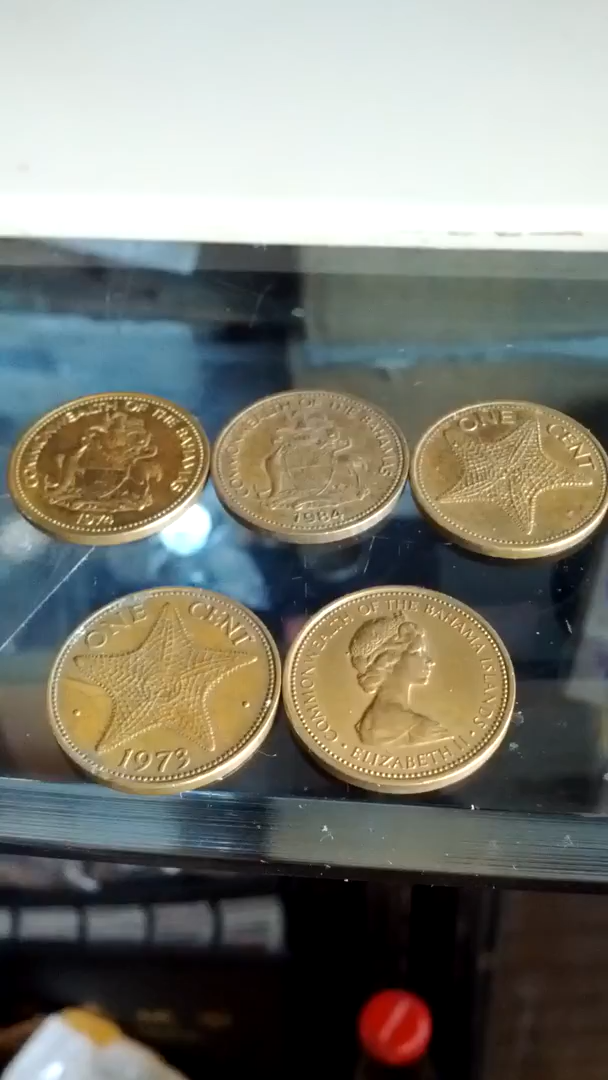 COMMONWEALTH OF THE BAHAMAS
1974
COMMONWEALTH OF THE BAHAMAS
1984
ONE CENT
ONE CENT
1973
COMMONWEALTH OF THE BAHAMA ISLANDS
ELIZABETH II